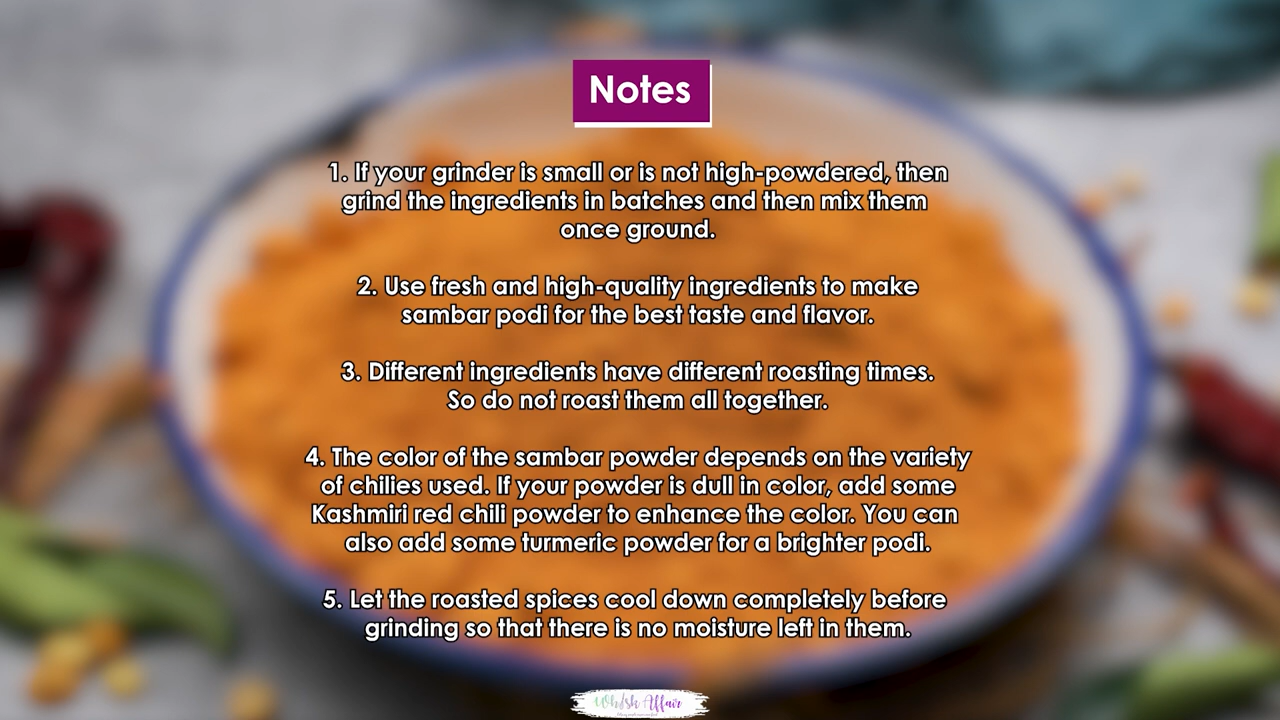 Notes
1. If your grinder is small or is not high-powdered, then
grind the ingredients in batches and then mix them
once ground.
2. Use fresh and high-quality ingredients to make
sambar podi for the best taste and flavor.
3. Different ingredients have different roasting times.
So do not roast them all together.
4. The color of the sambar powder depends on the variety
of chilies used. If your powder is dull in color, add some
Kashmiri red chili powder to enhance the color. You can
also add some turmeric powder for a brighter podi.
5. Let the roasted spices cool down completely before
grinding so that there is no moisture left in them.
Whisk Affair